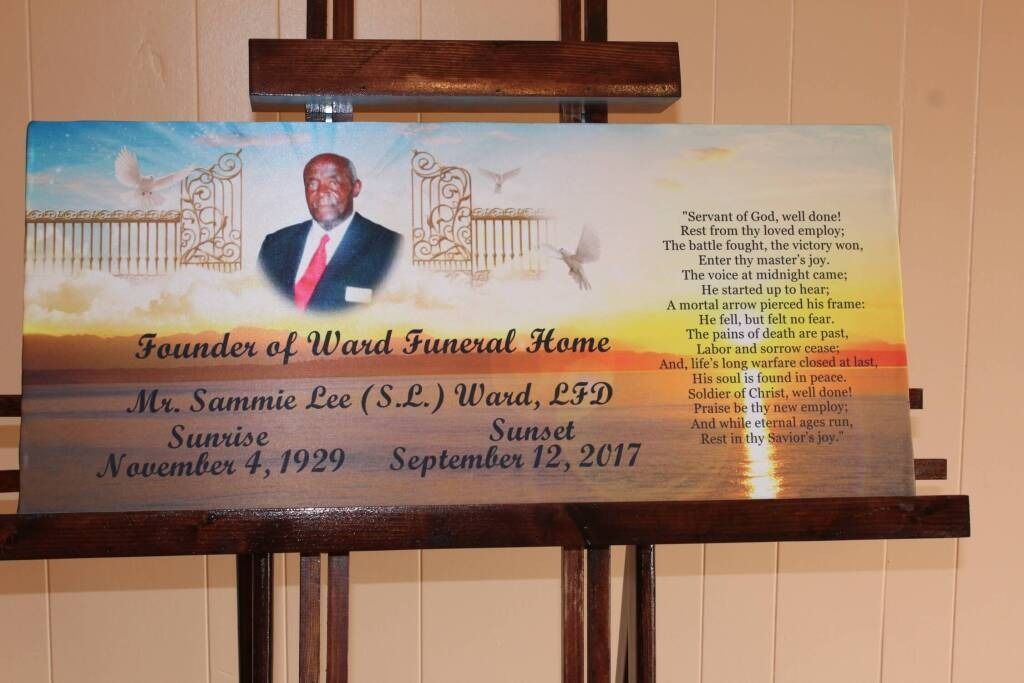 Founder of Ward Funeral Home
Mr. Sammie Lee (S.L.) Ward, LFD
Sunrise
November 4, 1929
Sunset
September 12, 2017
"Servant of God, well done!
Rest from thy loved employ;
The battle fought, the victory won,
Enter thy master's joy.
The voice at midnight came;
He started up to hear;
A mortal arrow pierced his frame:
He fell, but felt no fear.
The pains of death are past,
Labor and sorrow cease;
And, life's long warfare closed at last,
His soul is found in peace.
Soldier of Christ, well done!
Praise be thy new employ;
And while eternal ages run,
Rest in thy Savior's joy."